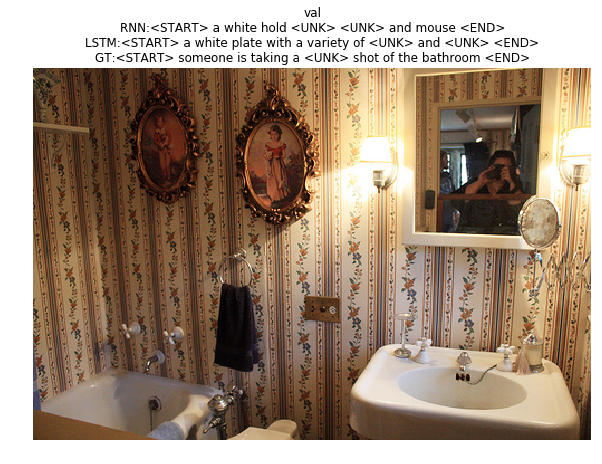 val
RNN:<START> a white hold <UNK> <UNK> and mouse <END>
LSTM:<START> a white plate with a variety of <UNK> and <UNK> <END>
GT:<START> someone is taking a <UNK> shot of the bathroom <END>